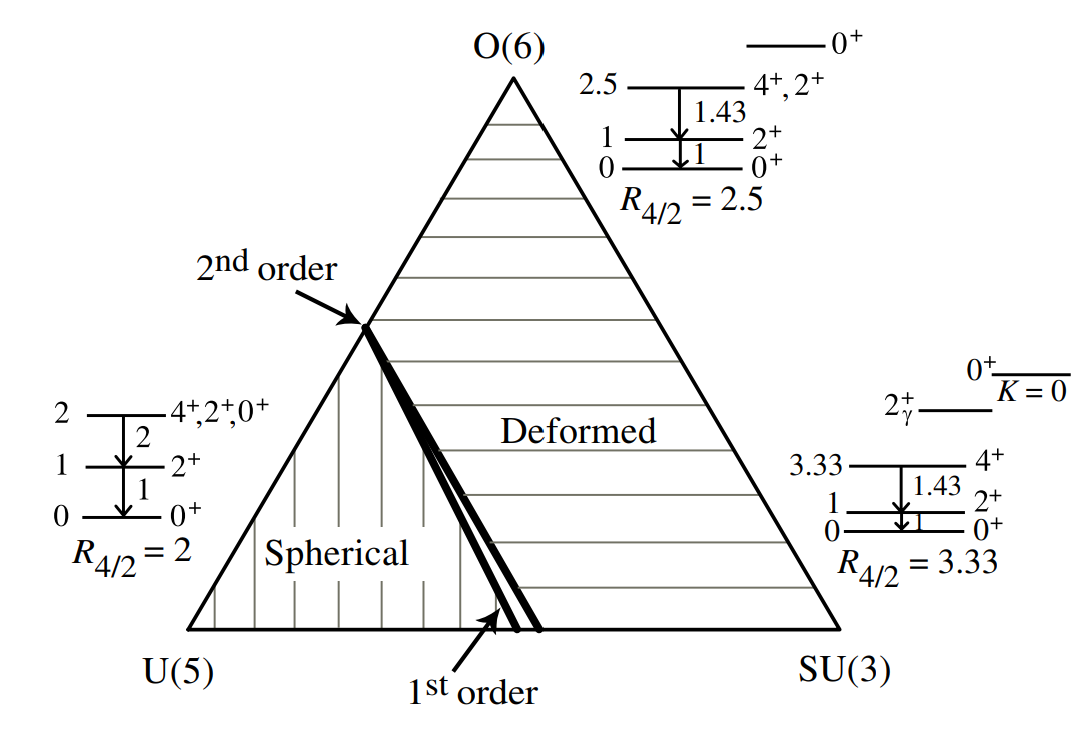 O(6)
0⁺
2.5 4⁺, 2⁺
1.43
1 2⁺
1
0 0⁺
R4/2 = 2.5
2nd order
0⁺
K = 0
2⁺γ
2 4⁺,2⁺,0⁺
2
1 2⁺
1
0 0⁺
R4/2 = 2
Deformed
3.33 4⁺
1.43
1 2⁺
1
0 0⁺
R4/2 = 3.33
Spherical
U(5)
SU(3)
1st order